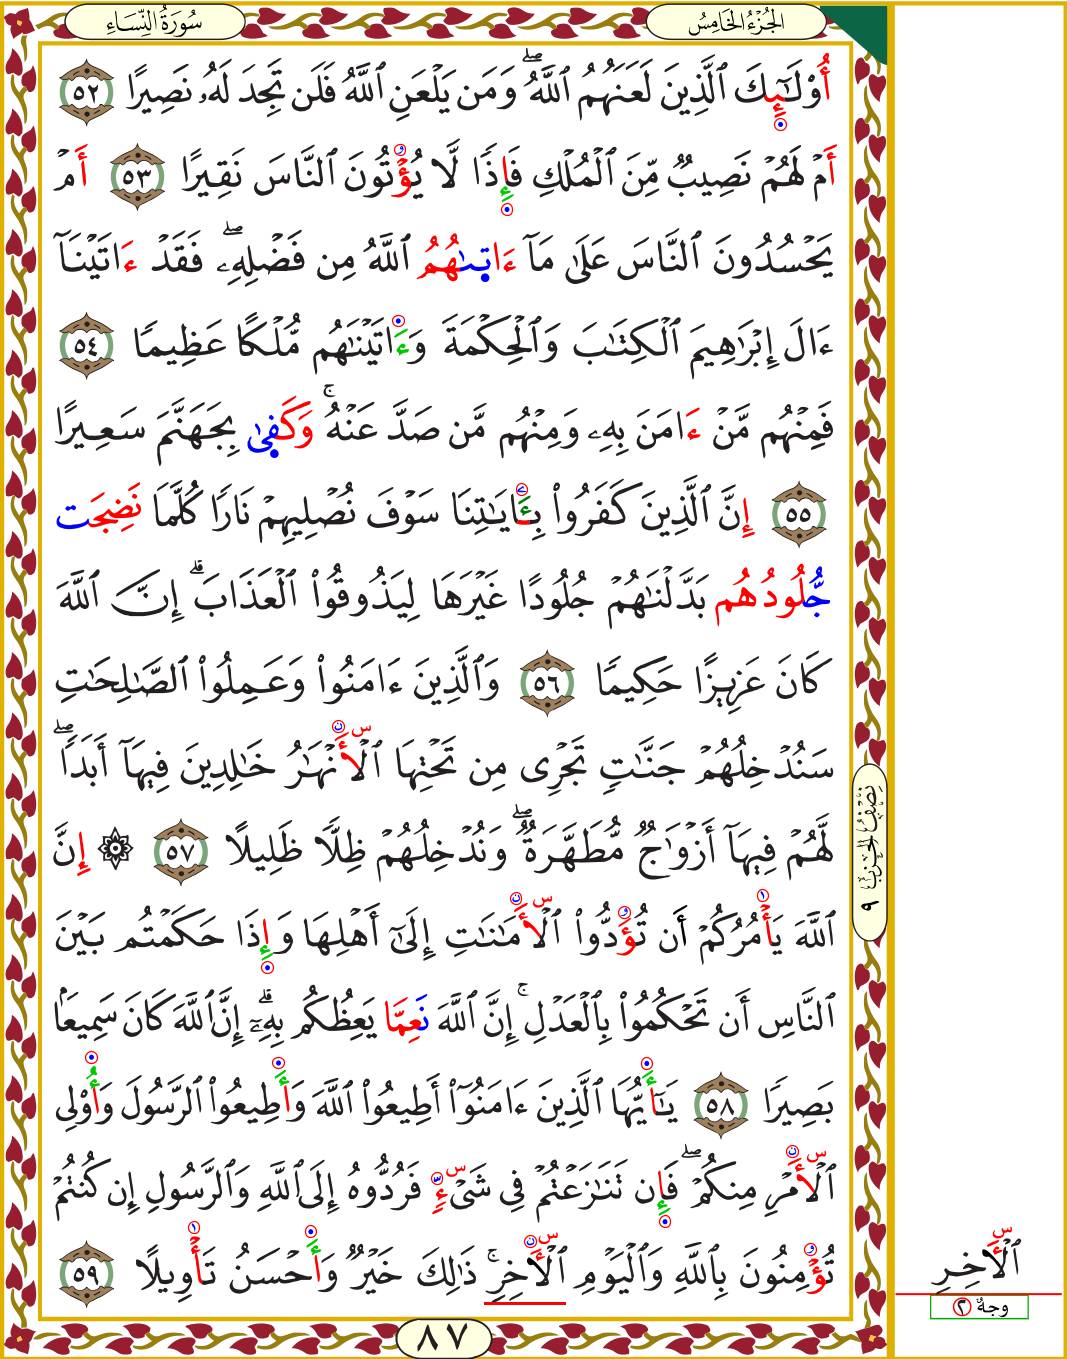 سُورَةُ النِّسَاءِ
الجُزْءُ الخَامِسُ
أُوْلَٰٓئِكَ ٱلَّذِينَ لَعَنَهُمُ ٱللَّهُۖ وَمَن يَلْعَنِ ٱللَّهُ فَلَن تَجِدَ لَهُۥ نَصِيرًا ٥٢
أَمْ لَهُمْ نَصِيبٌ مِّنَ ٱلْمُلْكِ فَإِذًا لَّا يُؤْتُونَ ٱلنَّاسَ نَقِيرًا ٥٣ أَمْ
يَحْسُدُونَ ٱلنَّاسَ عَلَىٰ مَآ ءَاتَىٰهُمُ ٱللَّهُ مِن فَضْلِهِۦۖ فَقَدْ ءَاتَيْنَآ
ءَالَ إِبْرَٰهِيمَ ٱلْكِتَٰبَ وَٱلْحِكْمَةَ وَءَاتَيْنَٰهُم مُّلْكًا عَظِيمًا ٥٤
فَمِنْهُم مَّنْ ءَامَنَ بِهِۦ وَمِنْهُم مَّن صَدَّ عَنْهُۚ وَكَفَىٰ بِجَهَنَّمَ سَعِيرًا
٥٥ إِنَّ ٱلَّذِينَ كَفَرُوا۟ بِـَٔايَٰتِنَا سَوْفَ نُصْلِيهِمْ نَارًا كُلَّمَا نَضِجَت
جُّلُودُهُم بَدَّلْنَٰهُمْ جُلُودًا غَيْرَهَا لِيَذُوقُوا۟ ٱلْعَذَابَۗ إِنَّ ٱللَّهَ
كَانَ عَزِيزًا حَكِيمًا ٥٦ وَٱلَّذِينَ ءَامَنُوا۟ وَعَمِلُوا۟ ٱلصَّٰلِحَٰتِ
سَنُدْخِلُهُمْ جَنَّٰتٍ تَجْرِى مِن تَحْتِهَا ٱلْأَنْهَٰرُ خَٰلِدِينَ فِيهَآ أَبَدًاۖ
لَّهُمْ فِيهَآ أَزْوَٰجٌ مُّطَهَّرَةٌۖ وَنُدْخِلُهُمْ ظِلًّا ظَلِيلًا ٥٧ ۞ إِنَّ
ٱللَّهَ يَأْمُرُكُمْ أَن تُؤَدُّوا۟ ٱلْأَمَٰنَٰتِ إِلَىٰٓ أَهْلِهَا وَإِذَا حَكَمْتُم بَيْنَ
ٱلنَّاسِ أَن تَحْكُمُوا۟ بِٱلْعَدْلِۚ إِنَّ ٱللَّهَ نَعِمَّا يَعِظُكُم بِهِۦٓۗ إِنَّ ٱللَّهَ كَانَ سَمِيعَۢا
بَصِيرًا ٥٨ يَٰٓأَيُّهَا ٱلَّذِينَ ءَامَنُوٓا۟ أَطِيعُوا۟ ٱللَّهَ وَأَطِيعُوا۟ ٱلرَّسُولَ وَأُو۟لِى
ٱلْأَمْرِ مِنكُمْۖ فَإِن تَنَٰزَعْتُمْ فِى شَىْءٍ فَرُدُّوهُ إِلَى ٱللَّهِ وَٱلرَّسُولِ إِن كُنتُمْ
تُؤْمِنُونَ بِٱللَّهِ وَٱلْيَوْمِ ٱلْأَخِرِۚ ذَٰلِكَ خَيْرٌ وَأَحْسَنُ تَأْوِيلًا ٥٩
نِصْفُ الحِزْبِ ٩
ٱلْأَخِرِ
وجهٌ ٢
٨٧